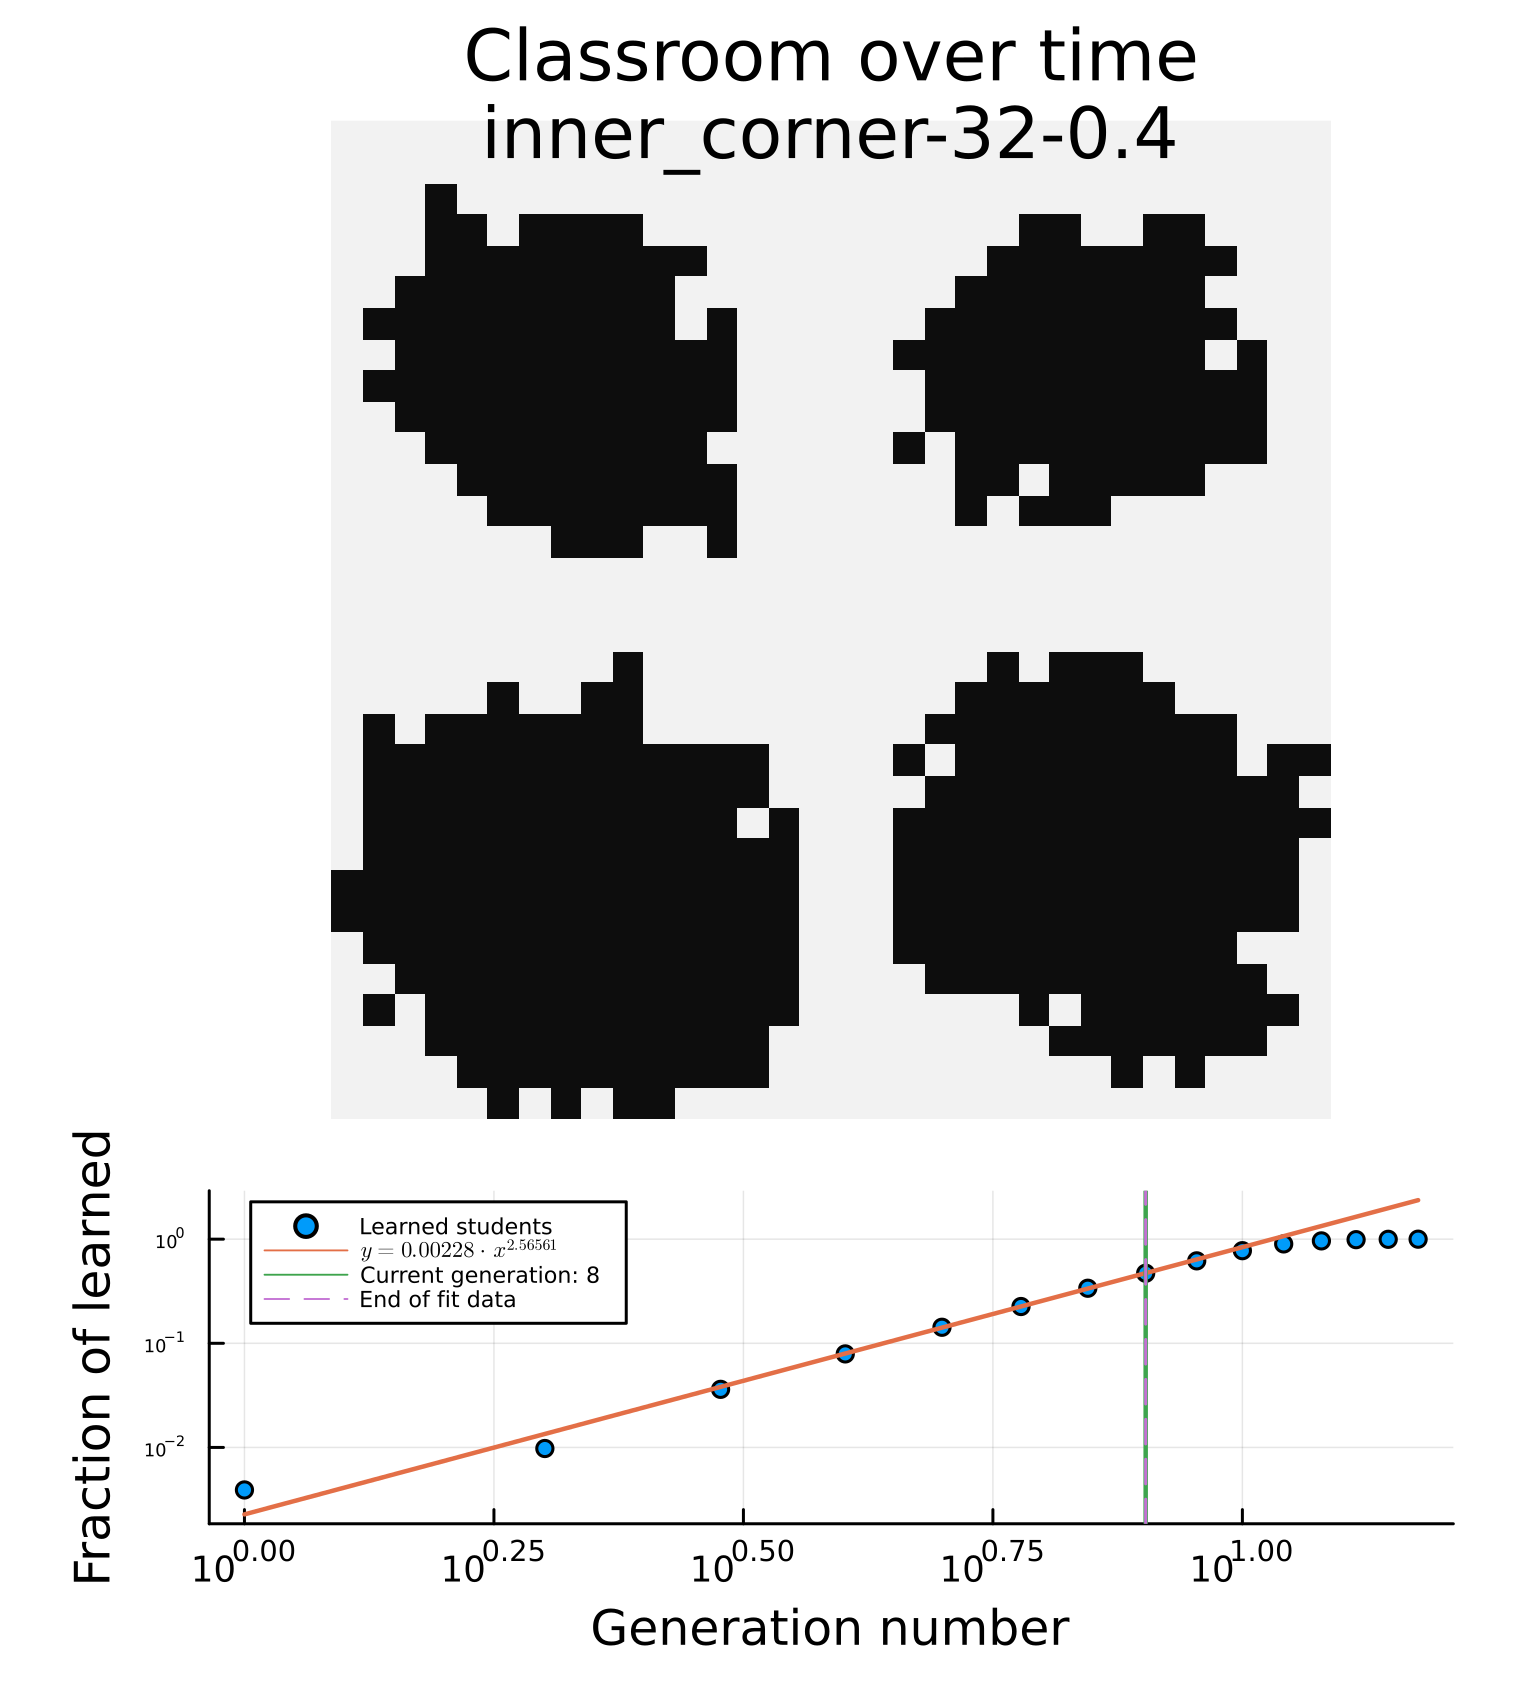 Classroom over time
inner_corner-32-0.4
Fraction of learned
10^0
10^-1
10^-2
Learned students
y = 0.00228 · x^2.56561
Current generation: 8
End of fit data
10^0.00 10^0.25 10^0.50 10^0.75 10^1.00
Generation number